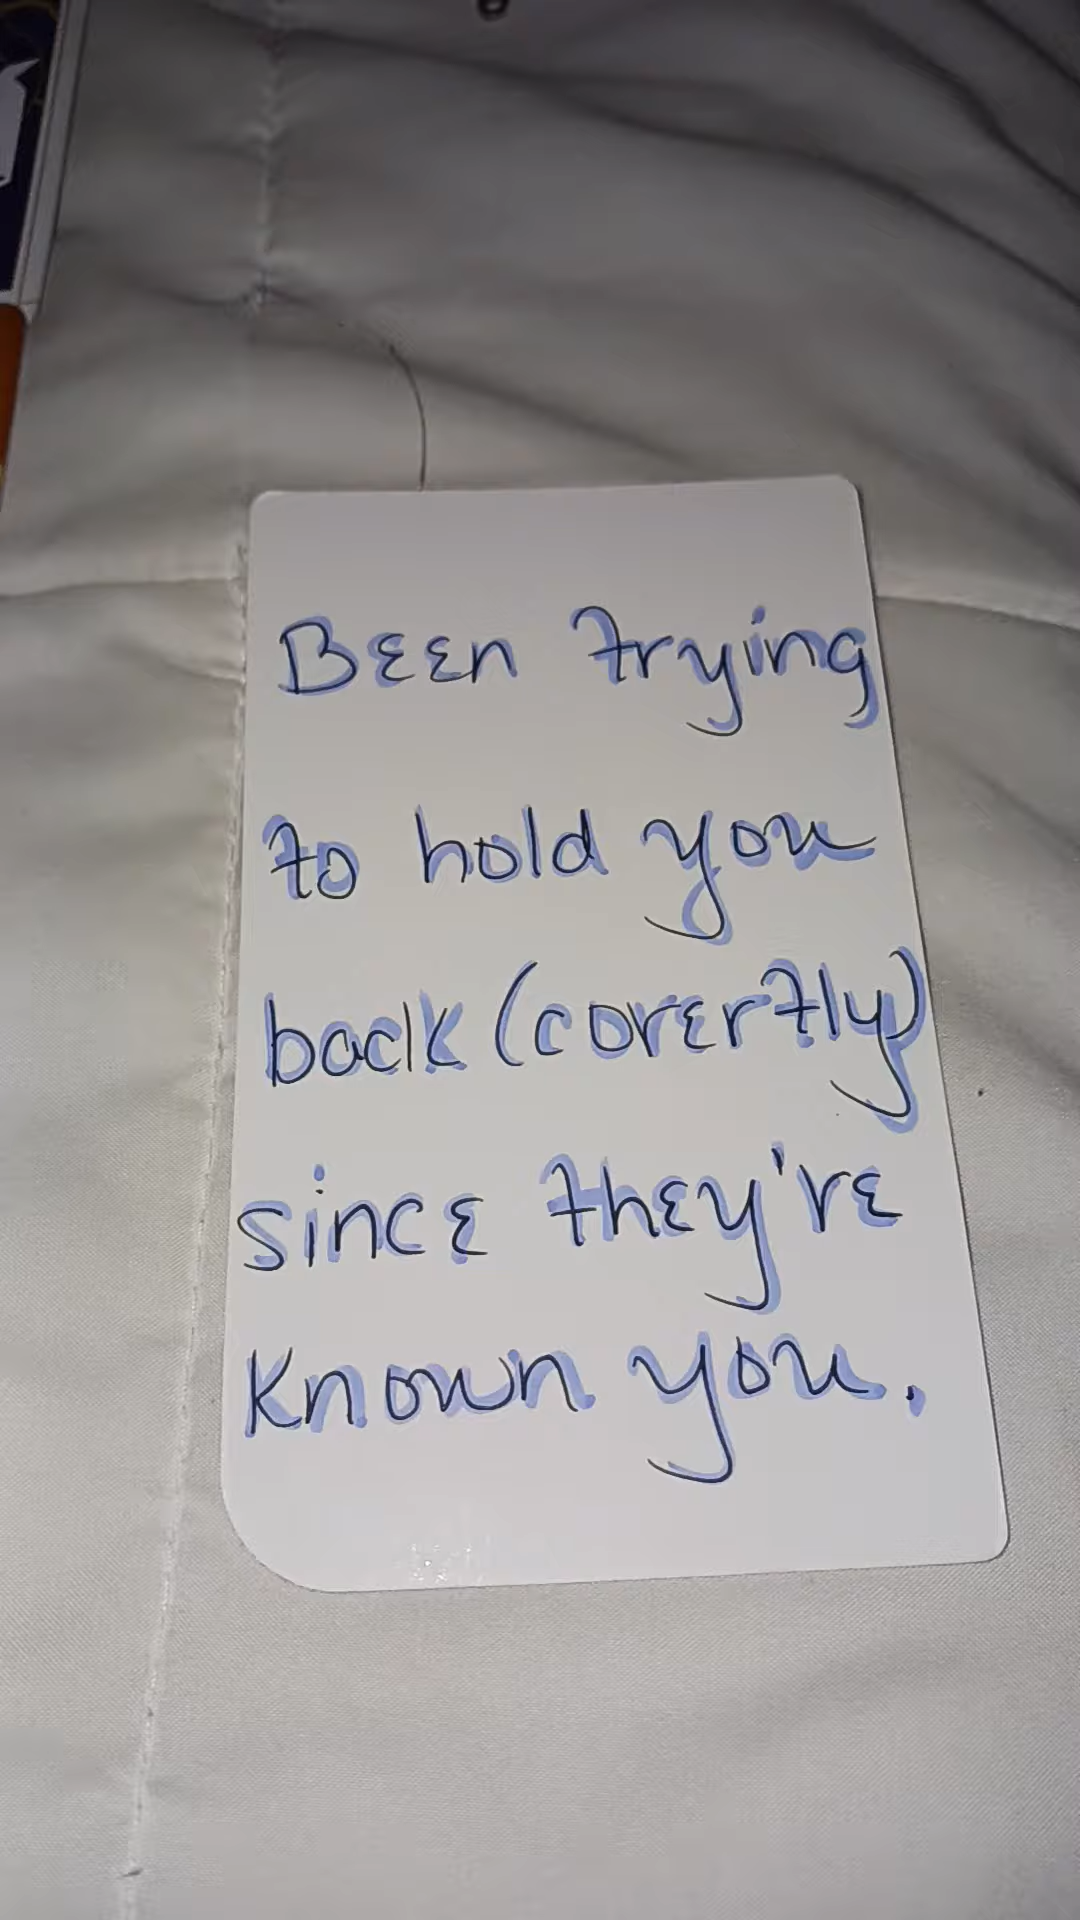 Been trying
to hold you
back (covertly)
since they're
known you.